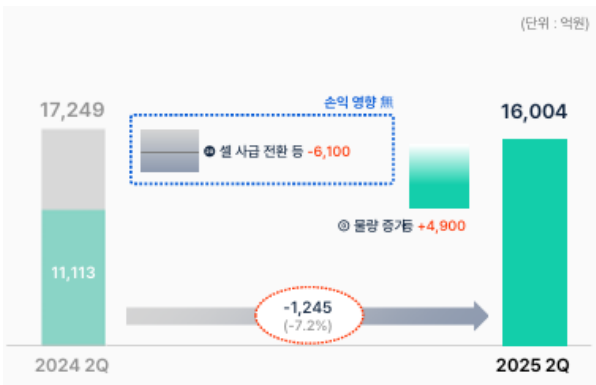 (단위 : 억원)
17,249
손익 영향 無
16,004
셀 사급 전환 등 -6,100
물량 증가등 +4,900
11,113
-1,245
(-7.2%)
2024 2Q
2025 2Q